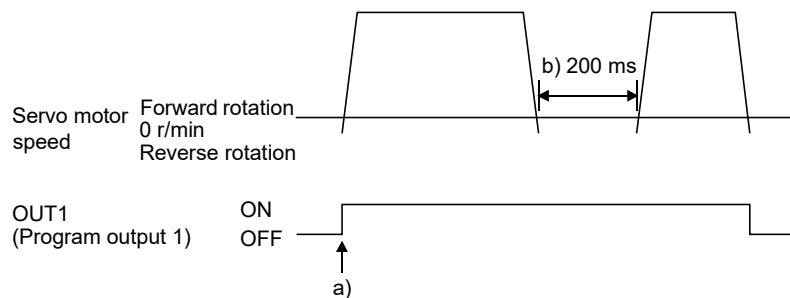 b) 200 ms
Servo motor
speed
Forward rotation
0 r/min
Reverse rotation
OUT1
(Program output 1)
ON
OFF
a)